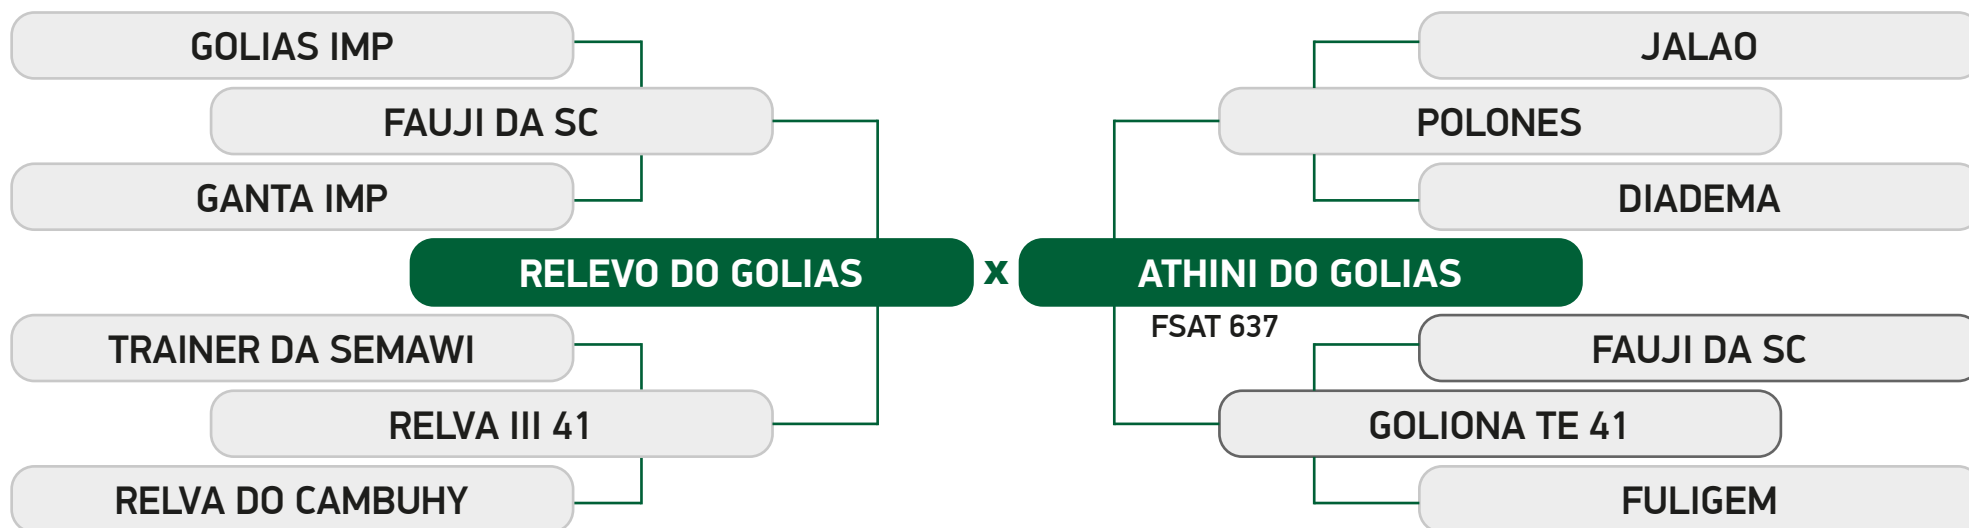 GOLIAS IMP
JALAO
FAUJI DA SC
POLONES
GANTA IMP
DIADEMA
RELEVO DO GOLIAS x ATHINI DO GOLIAS
FSAT 637
TRAINER DA SEMAWI
FAUJI DA SC
RELVA III 41
GOLIONA TE 41
RELVA DO CAMBUHY
FULIGEM